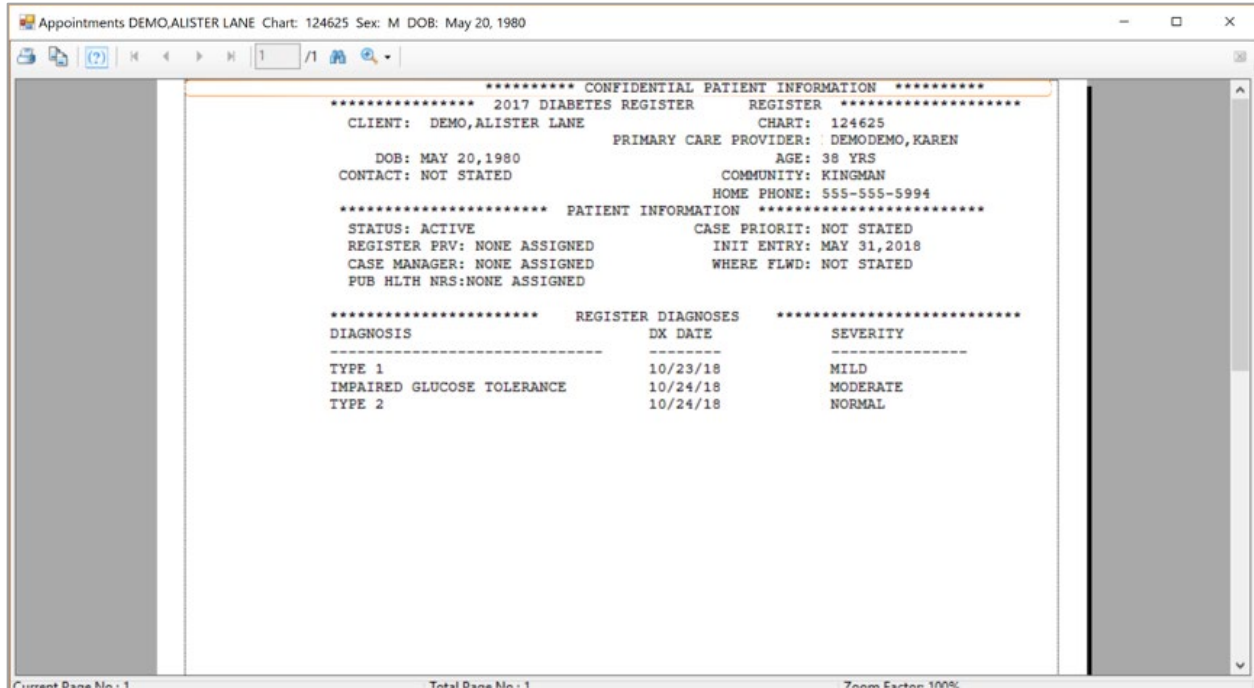 Appointments DEMO,ALISTER LANE Chart: 124625 Sex: M DOB: May 20, 1980
1 /1
********** CONFIDENTIAL PATIENT INFORMATION **********
**************** 2017 DIABETES REGISTER REGISTER ********************
CLIENT: DEMO,ALISTER LANE CHART: 124625
PRIMARY CARE PROVIDER: DEMODEMO,KAREN
DOB: MAY 20,1980 AGE: 38 YRS
CONTACT: NOT STATED COMMUNITY: KINGMAN
HOME PHONE: 555-555-5994
*********************** PATIENT INFORMATION *************************
STATUS: ACTIVE CASE PRIORIT: NOT STATED
REGISTER PRV: NONE ASSIGNED INIT ENTRY: MAY 31,2018
CASE MANAGER: NONE ASSIGNED WHERE FLWD: NOT STATED
PUB HLTH NRS:NONE ASSIGNED
*********************** REGISTER DIAGNOSES ***************************
DIAGNOSIS DX DATE SEVERITY
------------------------------ -------- ---------------
TYPE 1 10/23/18 MILD
IMPAIRED GLUCOSE TOLERANCE 10/24/18 MODERATE
TYPE 2 10/24/18 NORMAL
Current Page No.: 1 Total Page No.: 1 Zoom Factor: 100%